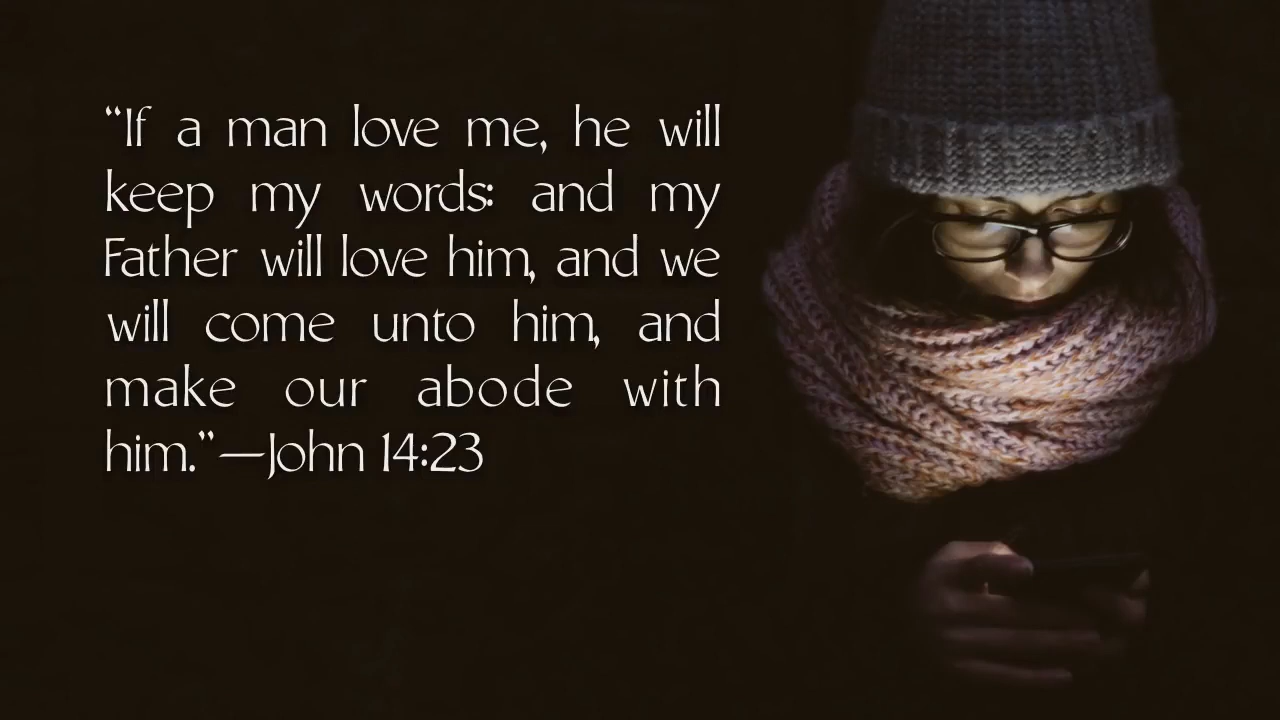 “If a man love me, he will
keep my words: and my
Father will love him, and we
will come unto him, and
make our abode with
him.”—John 14:23